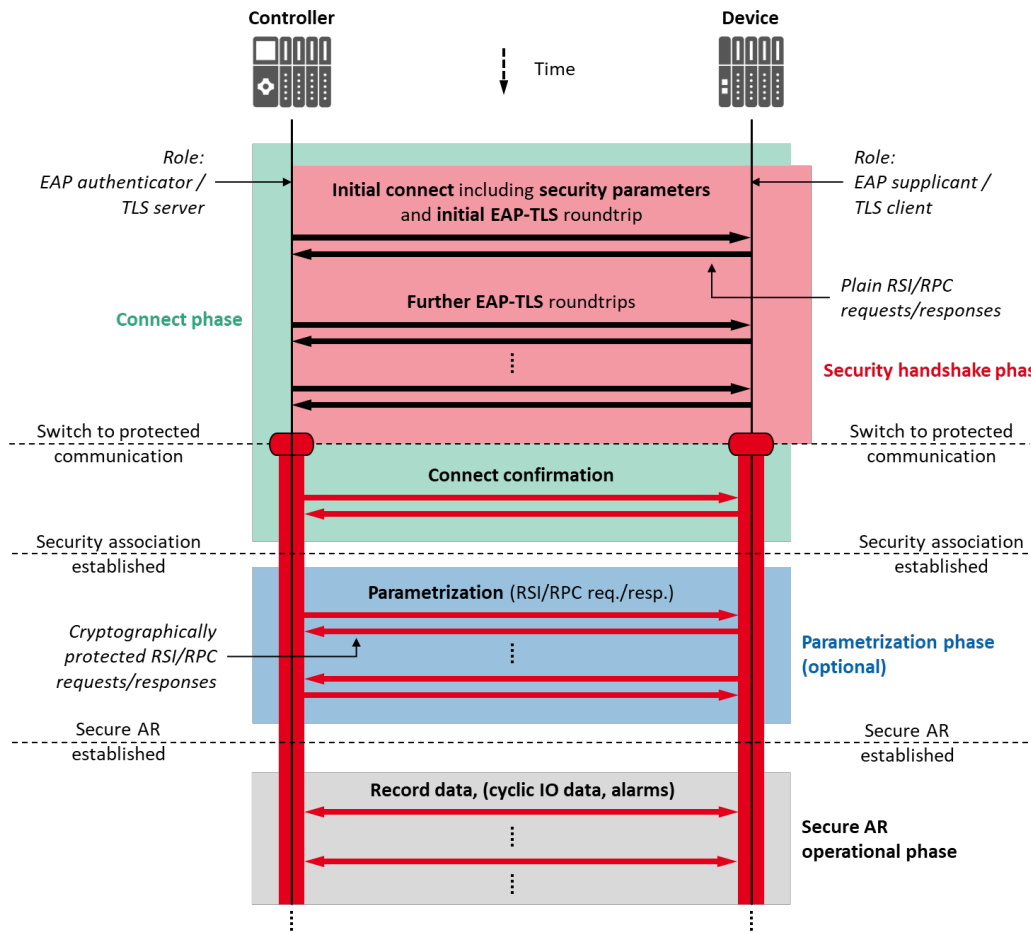 Controller
Device
Time
Role:
EAP authenticator /
TLS server
Role:
EAP supplicant /
TLS client
Initial connect including security parameters
and initial EAP-TLS roundtrip
Plain RSI/RPC
requests/responses
Further EAP-TLS roundtrips
Connect phase
Security handshake phas
Switch to protected
communication
Switch to protected
communication
Connect confirmation
Security association
established
Security association
established
Parametrization (RSI/RPC req./resp.)
Cryptographically
protected RSI/RPC
requests/responses
Parametrization phase
(optional)
Secure AR
established
Secure AR
established
Record data, (cyclic IO data, alarms)
Secure AR
operational phase